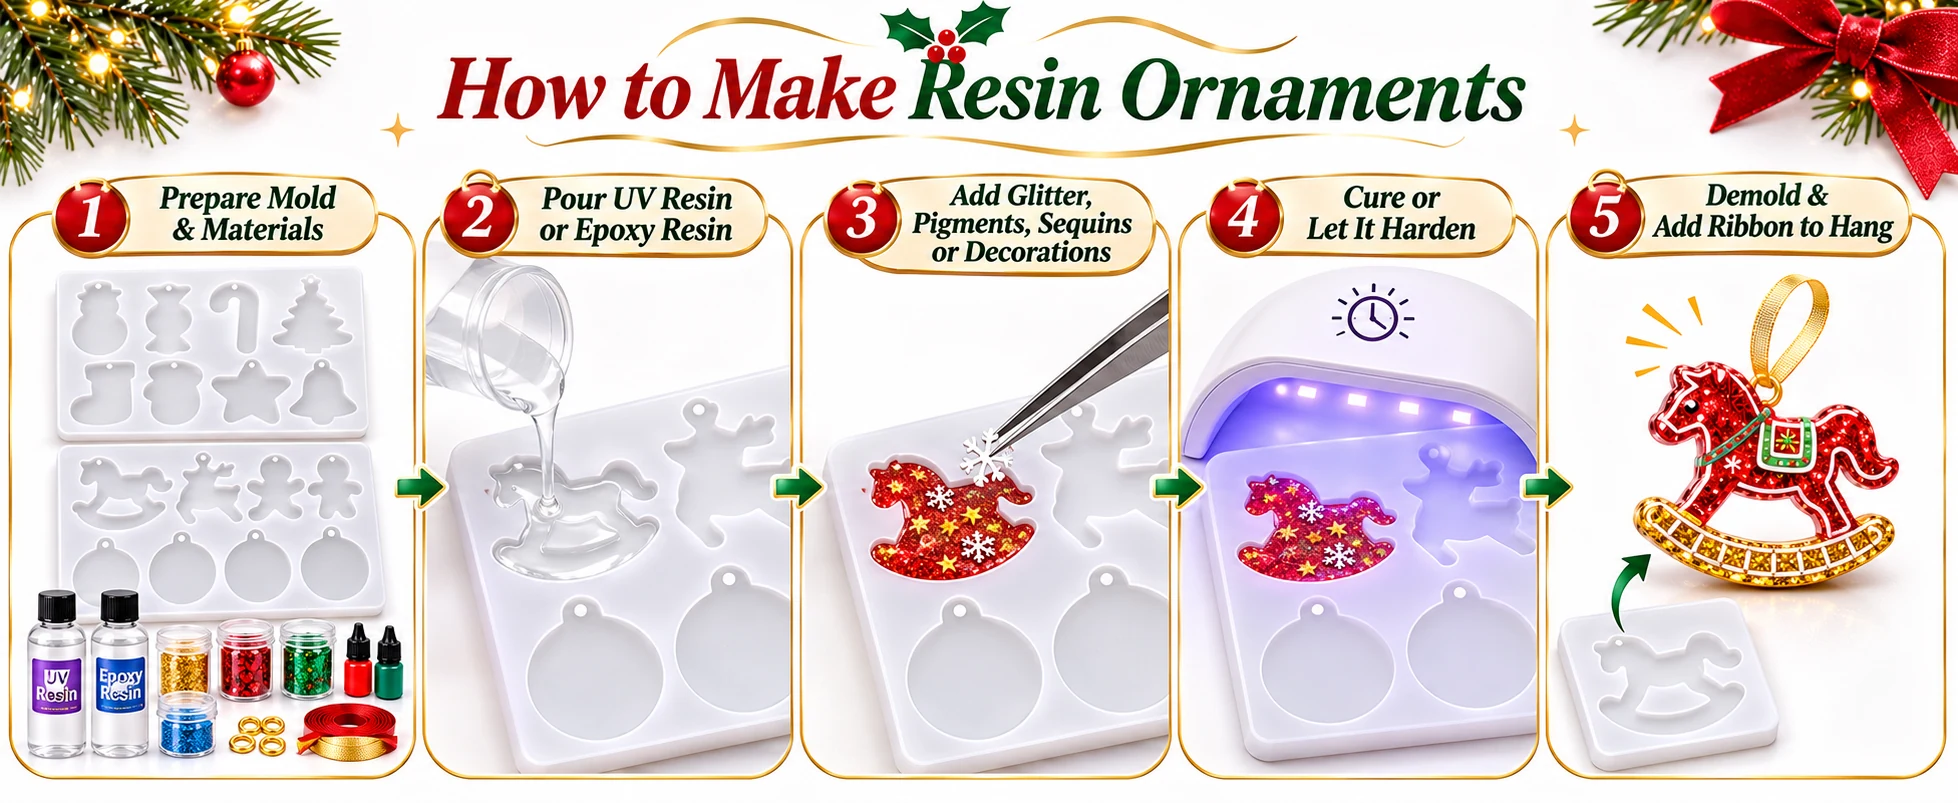 How to Make Resin Ornaments
1
Prepare Mold
& Materials
UV
Resin
Epoxy
Resin
2
Pour UV Resin
or Epoxy Resin
3
Add Glitter,
Pigments, Sequins
or Decorations
4
Cure or
Let It Harden
5
Demold &
Add Ribbon to Hang